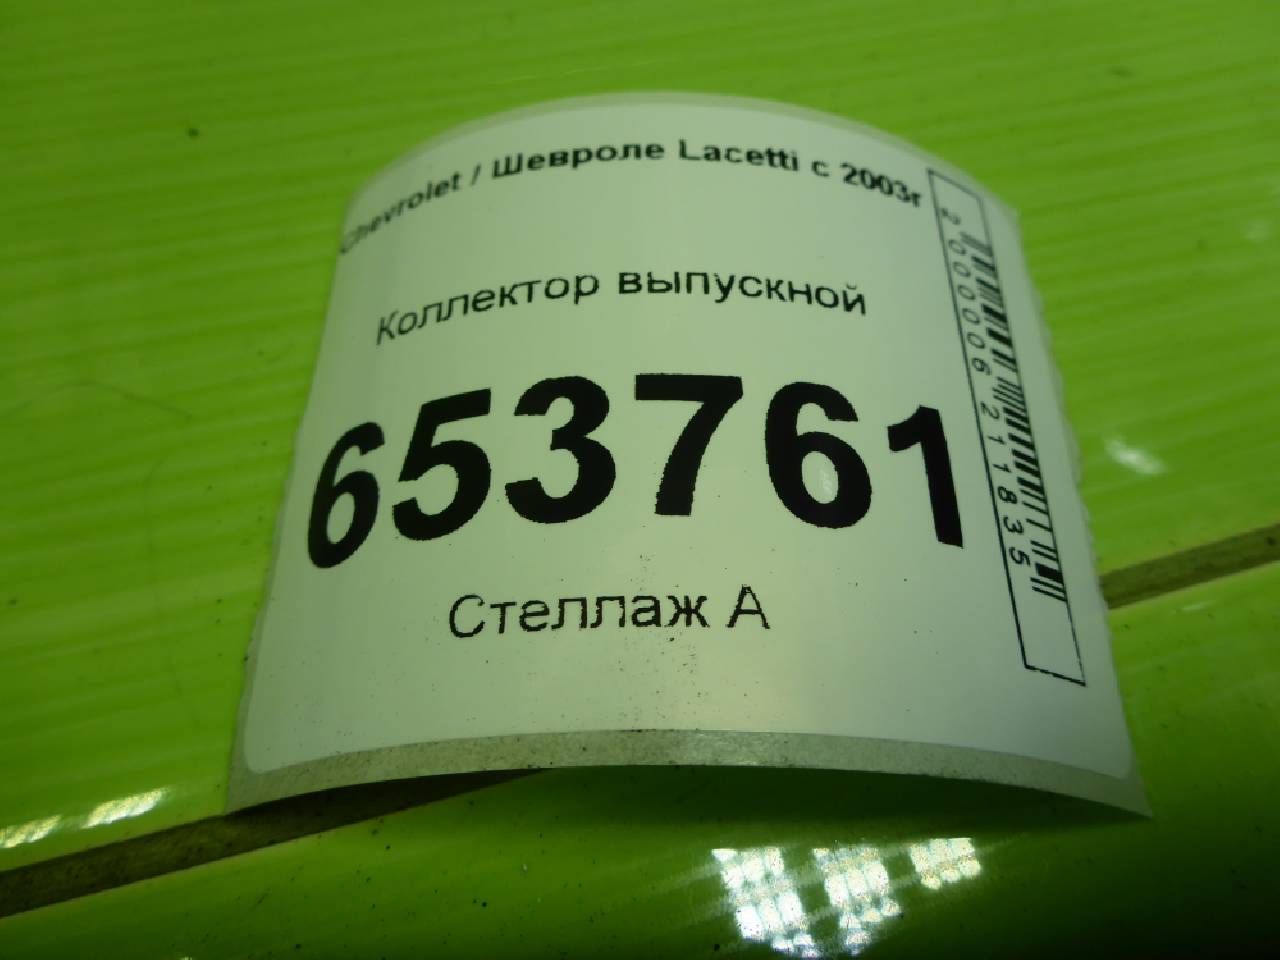 Chevrolet / Шевроле Lacetti с 2003г
Коллектор выпускной
653761
Стеллаж А
2000006211835